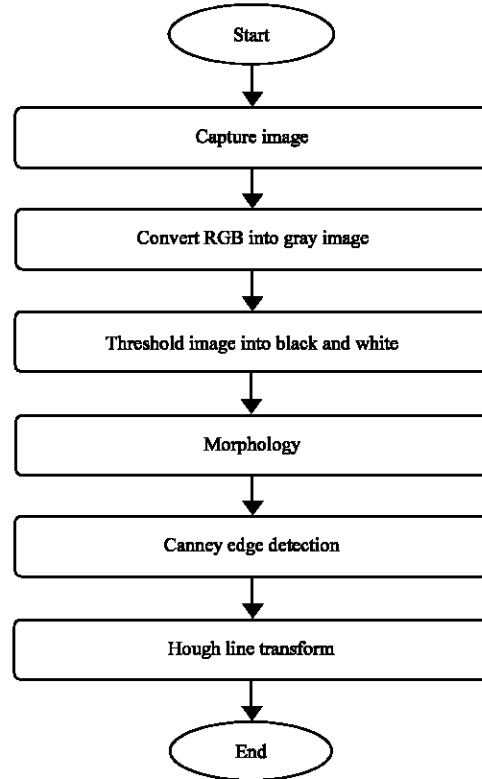 Start
Capture image
Convert RGB into gray image
Threshold image into black and white
Morphology
Canney edge detection
Hough line transform
End